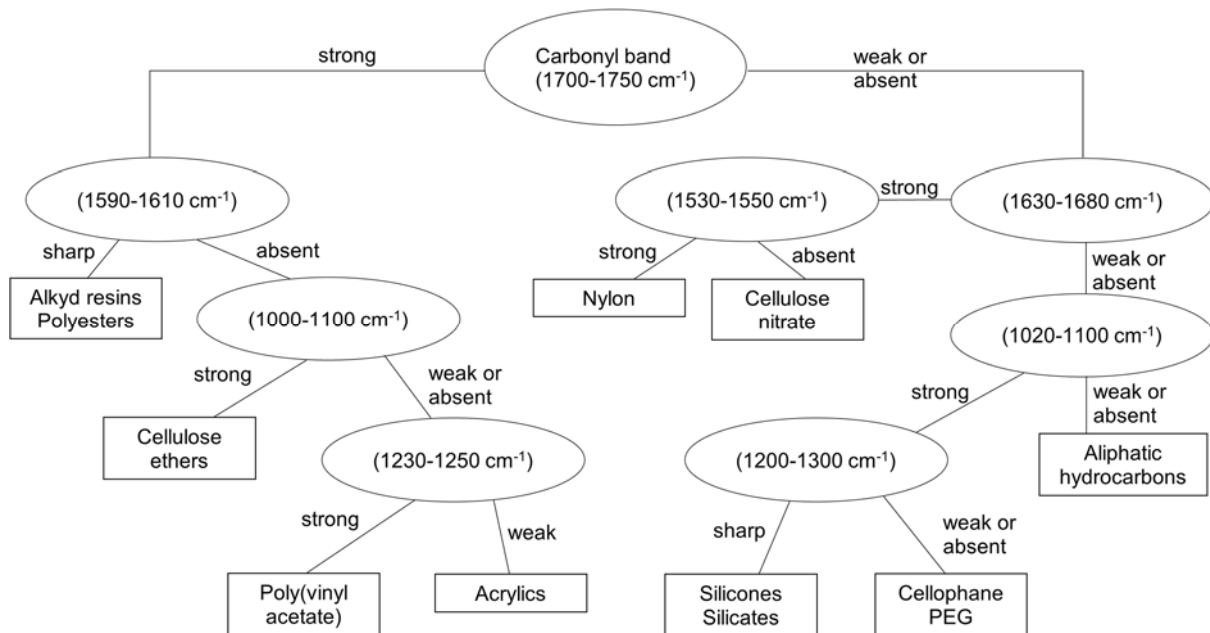 Carbonyl band
(1700-1750 cm⁻¹)
strong
weak or
absent
(1590-1610 cm⁻¹)
(1530-1550 cm⁻¹)
strong
(1630-1680 cm⁻¹)
sharp
absent
strong
absent
weak or
absent
Alkyd resins
Polyesters
(1000-1100 cm⁻¹)
Nylon
Cellulose
nitrate
(1020-1100 cm⁻¹)
strong
weak or
absent
strong
weak or
absent
Cellulose
ethers
(1230-1250 cm⁻¹)
(1200-1300 cm⁻¹)
Aliphatic
hydrocarbons
strong
weak
sharp
weak or
absent
Poly(vinyl
acetate)
Acrylics
Silicones
Silicates
Cellophane
PEG